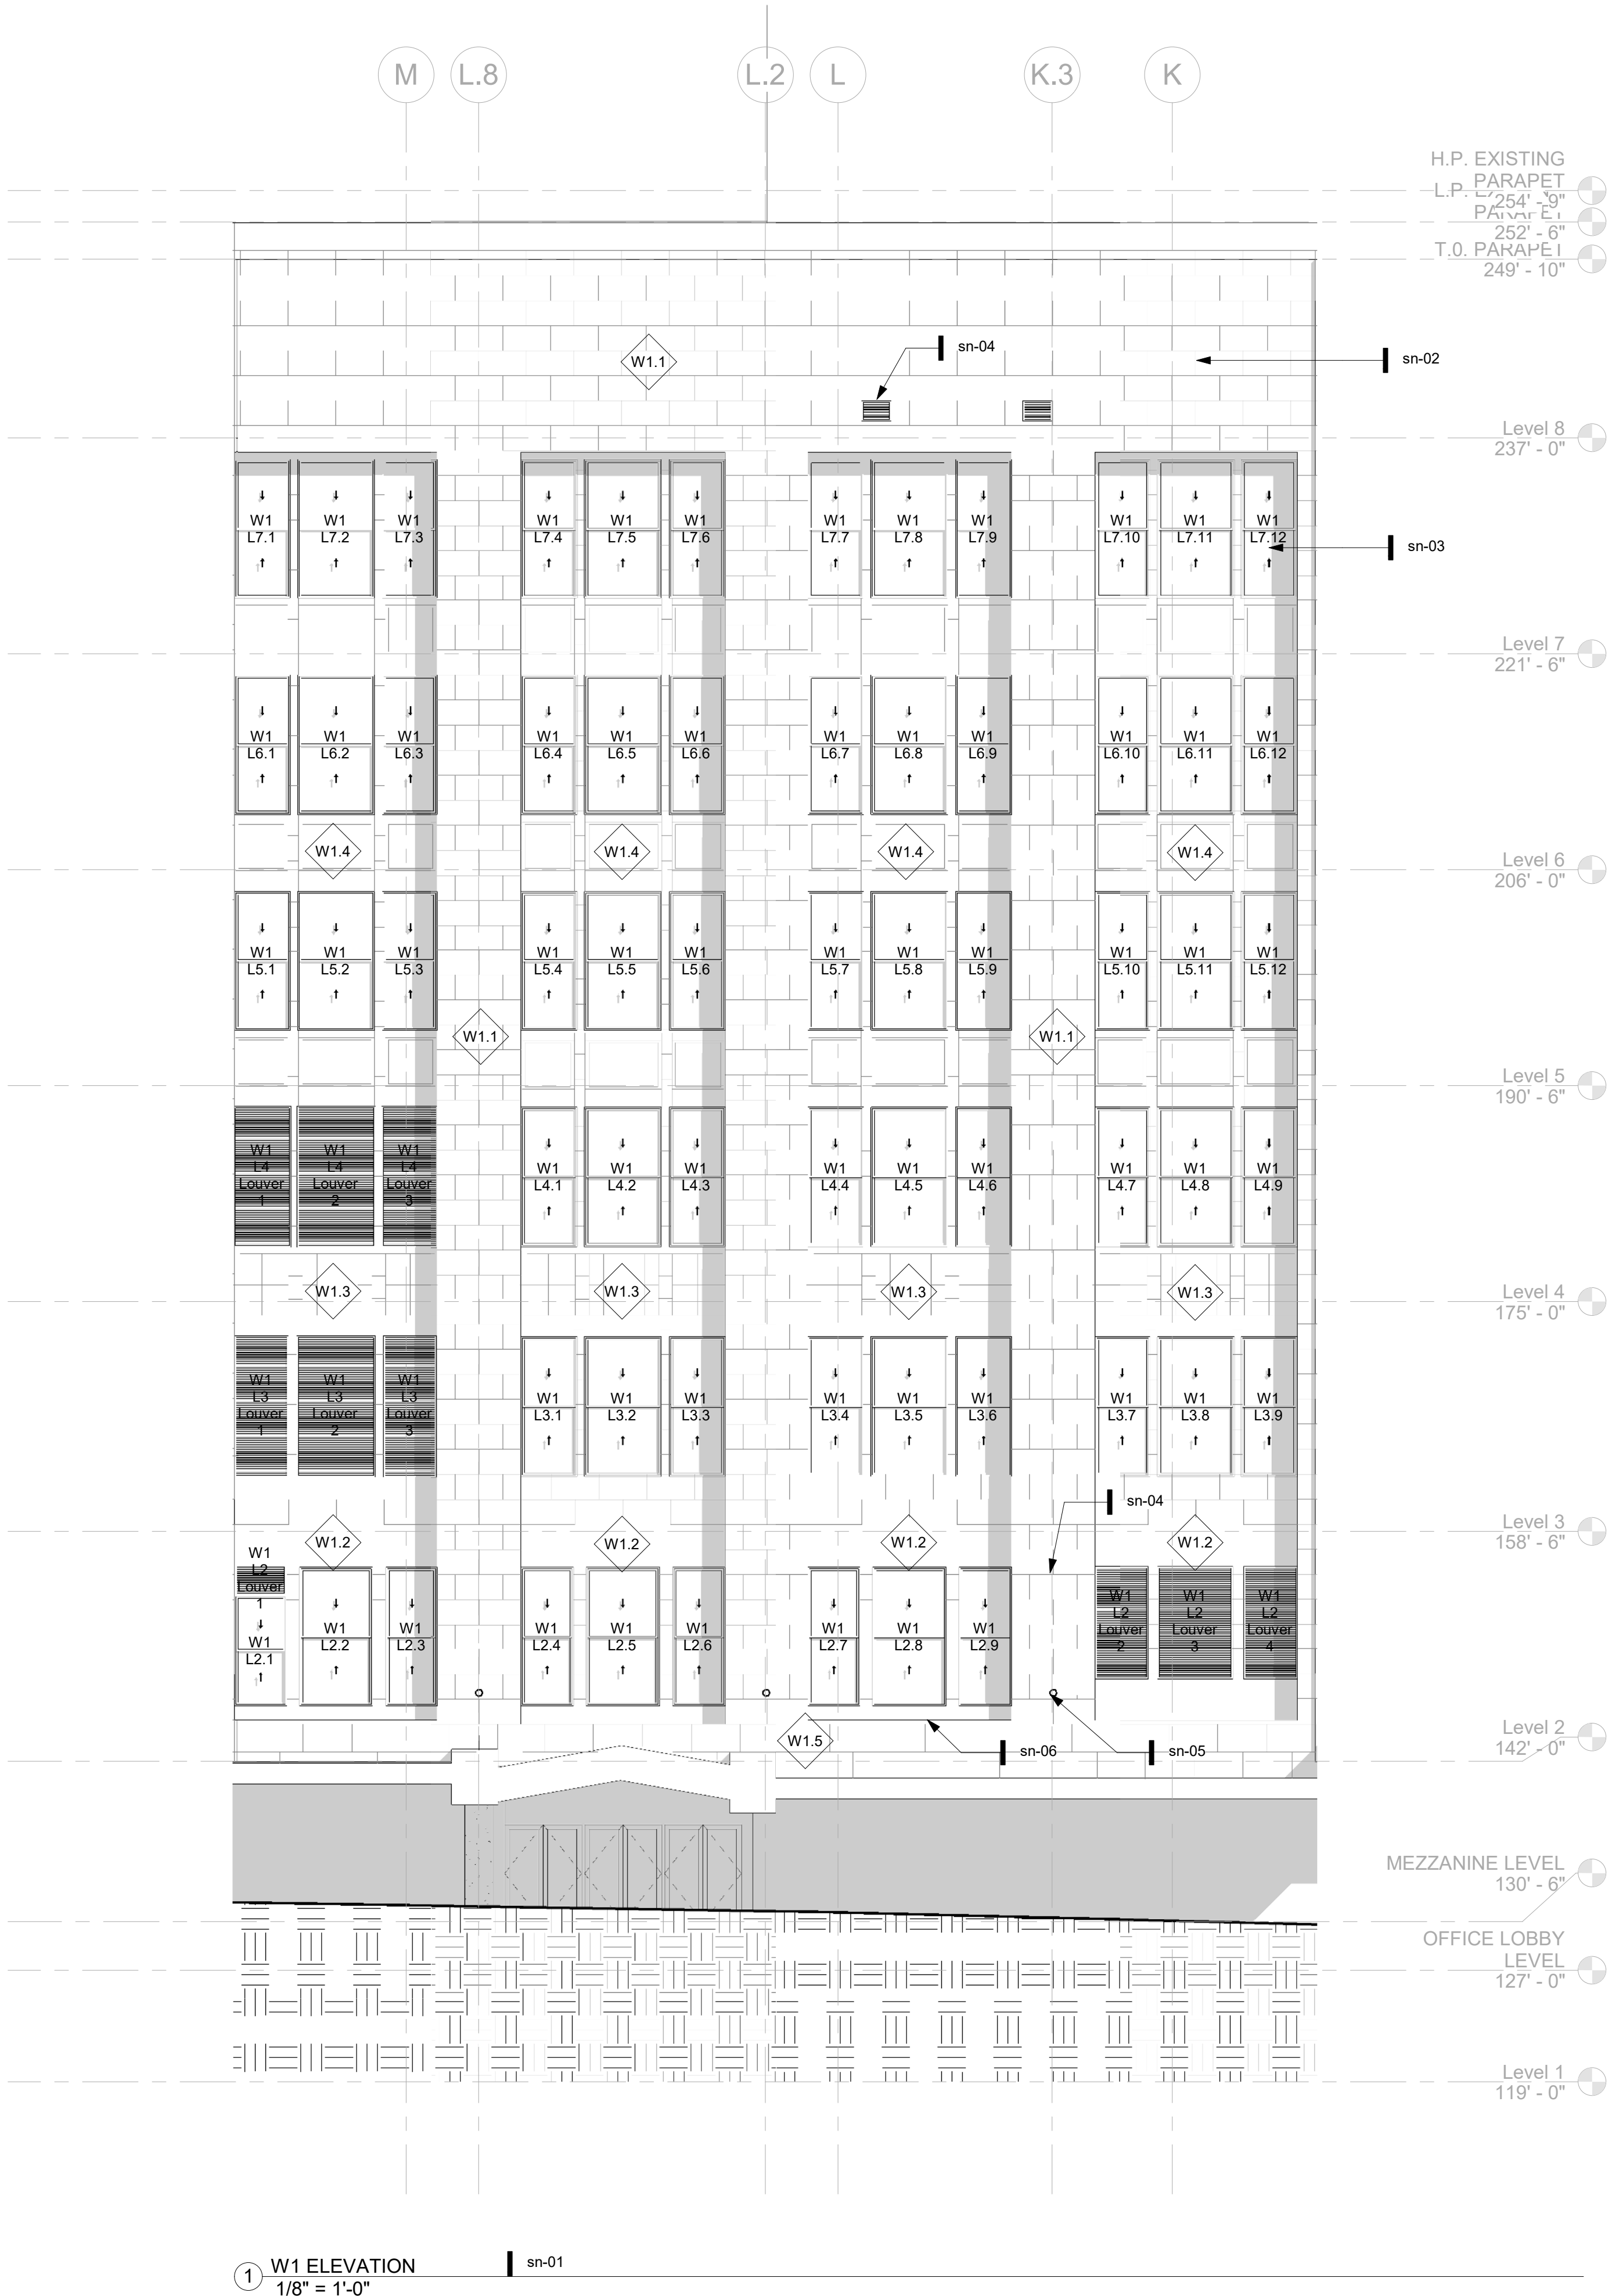 M L.8 L.2 L K.3 K
H.P. EXISTING
PARAPET
254' - 9"
L.P.
PARAPET
252' - 6"
T.0. PARAPET
249' - 10"
sn-04
sn-02
W1.1
Level 8
237' - 0"
W1 W1 W1 W1 W1 W1 W1 W1 W1 W1 W1 W1
L7.1 L7.2 L7.3 L7.4 L7.5 L7.6 L7.7 L7.8 L7.9 L7.10 L7.11 L7.12
sn-03
Level 7
221' - 6"
W1 W1 W1 W1 W1 W1 W1 W1 W1 W1 W1 W1
L6.1 L6.2 L6.3 L6.4 L6.5 L6.6 L6.7 L6.8 L6.9 L6.10 L6.11 L6.12
W1.4 W1.4 W1.4 W1.4
Level 6
206' - 0"
W1 W1 W1 W1 W1 W1 W1 W1 W1 W1 W1 W1
L5.1 L5.2 L5.3 L5.4 L5.5 L5.6 L5.7 L5.8 L5.9 L5.10 L5.11 L5.12
W1.1 W1.1
Level 5
190' - 6"
W1 W1 W1 W1 W1 W1 W1 W1 W1 W1 W1 W1
L4 L4 L4 L4.1 L4.2 L4.3 L4.4 L4.5 L4.6 L4.7 L4.8 L4.9
Louver Louver Louver
1 2 3
W1.3 W1.3 W1.3 W1.3
Level 4
175' - 0"
W1 W1 W1 W1 W1 W1 W1 W1 W1 W1 W1 W1
L3 L3 L3 L3.1 L3.2 L3.3 L3.4 L3.5 L3.6 L3.7 L3.8 L3.9
Louver Louver Louver
1 2 3
sn-04
Level 3
158' - 6"
W1.2 W1.2 W1.2 W1.2
W1
L2
Louver
1
W1 W1 W1 W1 W1 W1 W1 W1 W1 W1 W1 W1
L2.1 L2.2 L2.3 L2.4 L2.5 L2.6 L2.7 L2.8 L2.9 L2 L2 L2
Louver Louver Louver
2 3 4
W1.5
sn-06
sn-05
Level 2
142' - 0"
MEZZANINE LEVEL
130' - 6"
OFFICE LOBBY
LEVEL
127' - 0"
Level 1
119' - 0"
1 W1 ELEVATION
1/8" = 1'-0"
sn-01